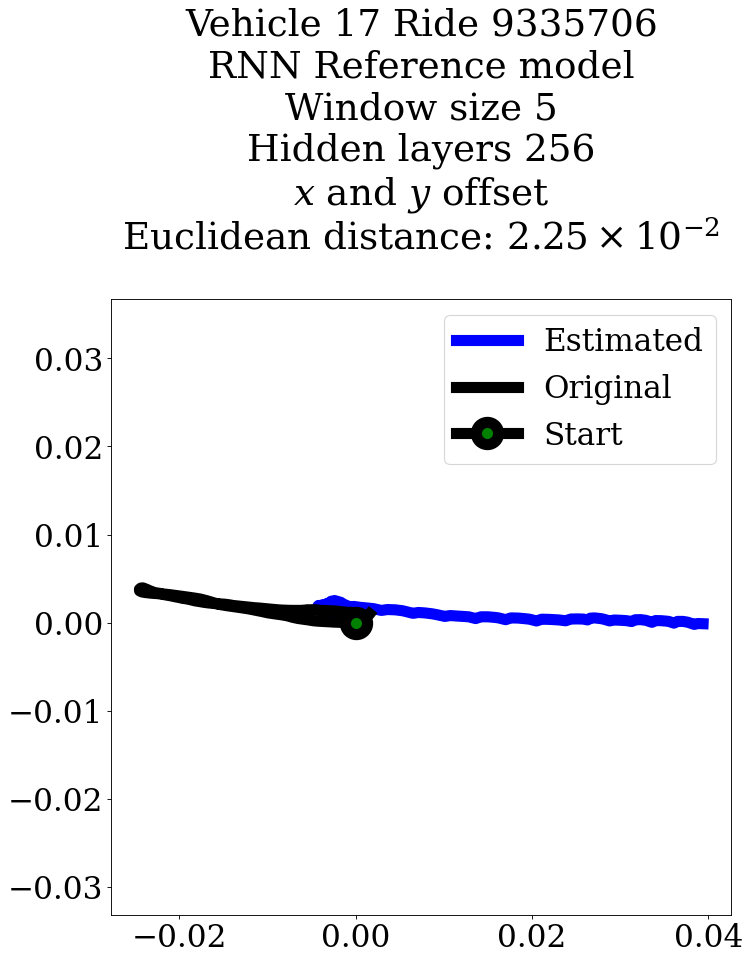 Vehicle 17 Ride 9335706
RNN Reference model
Window size 5
Hidden layers 256
x and y offset
Euclidean distance: 2.25 × 10⁻²
Estimated
Original
Start
0.03
0.02
0.01
0.00
−0.01
−0.02
−0.03
−0.02 0.00 0.02 0.04